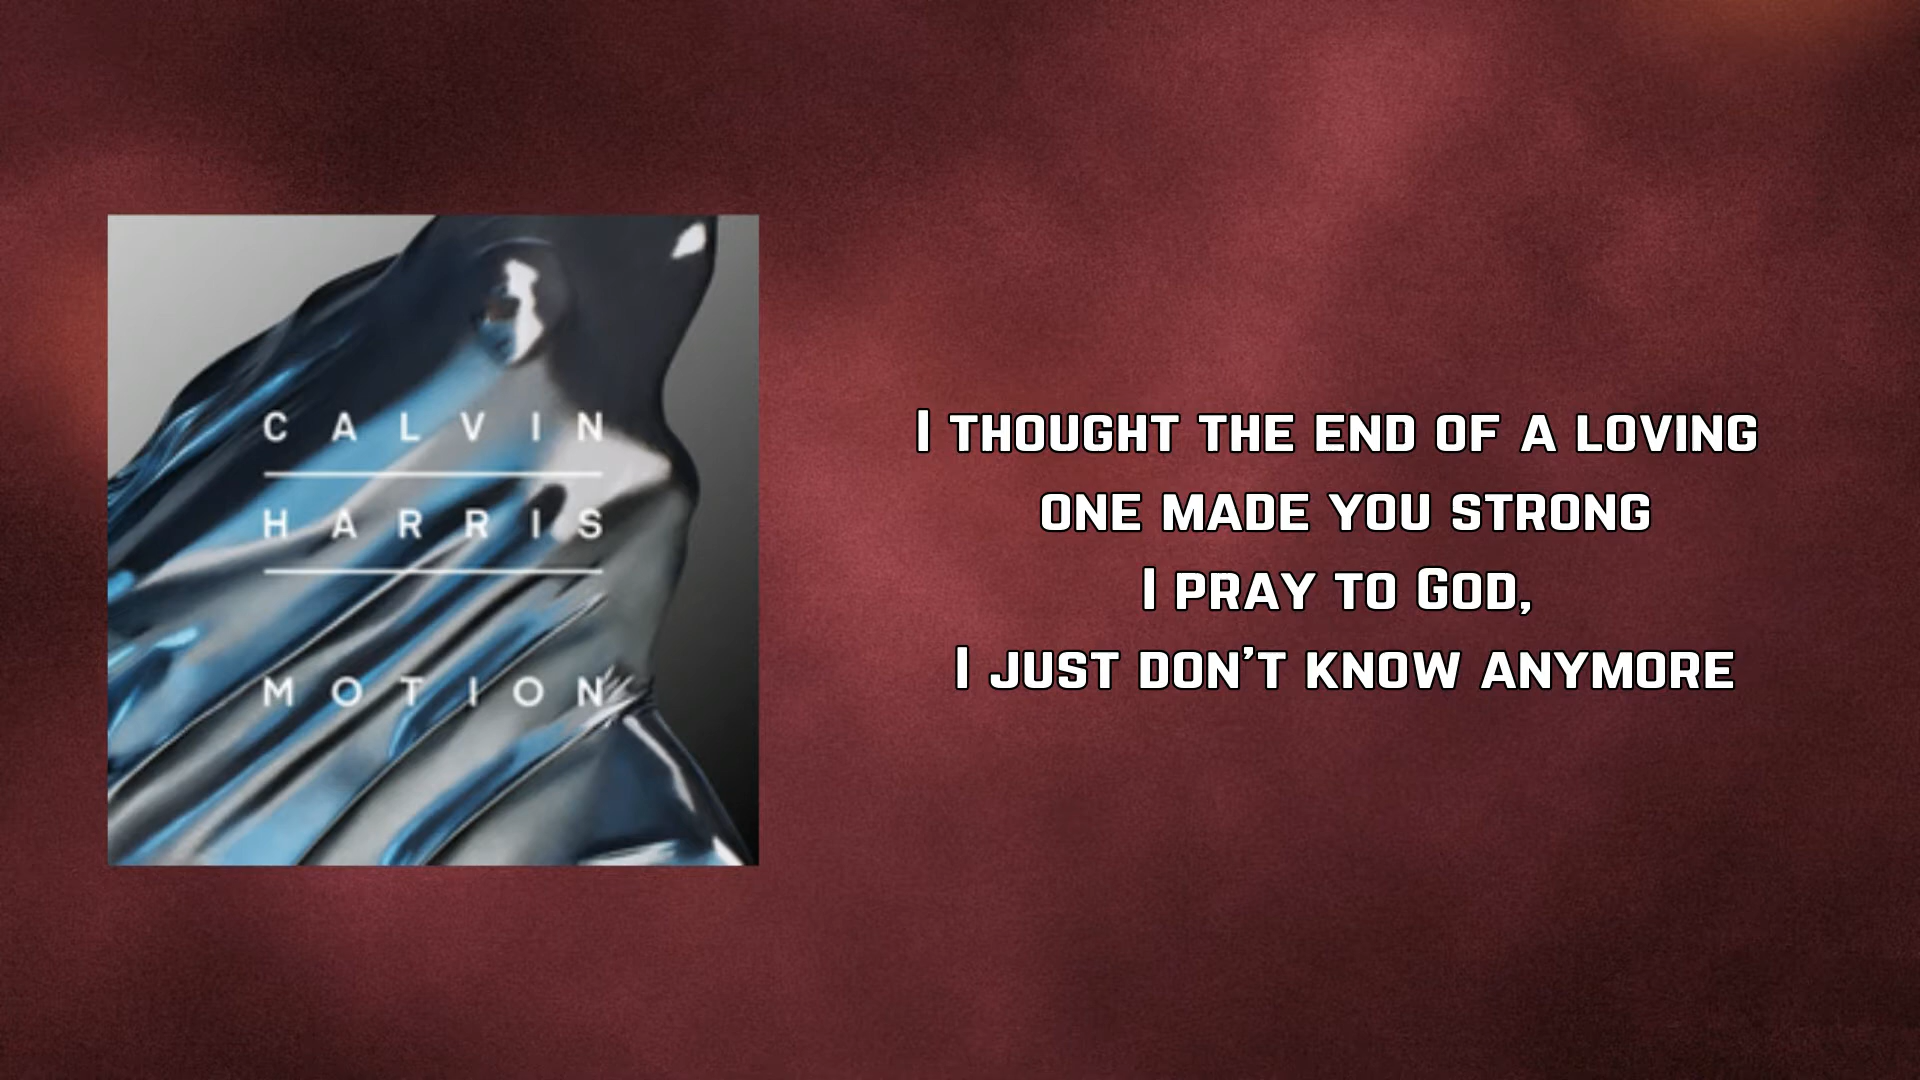 CALVIN
HARRIS
MOTION
I THOUGHT THE END OF A LOVING
ONE MADE YOU STRONG
I PRAY TO GOD,
I JUST DON'T KNOW ANYMORE